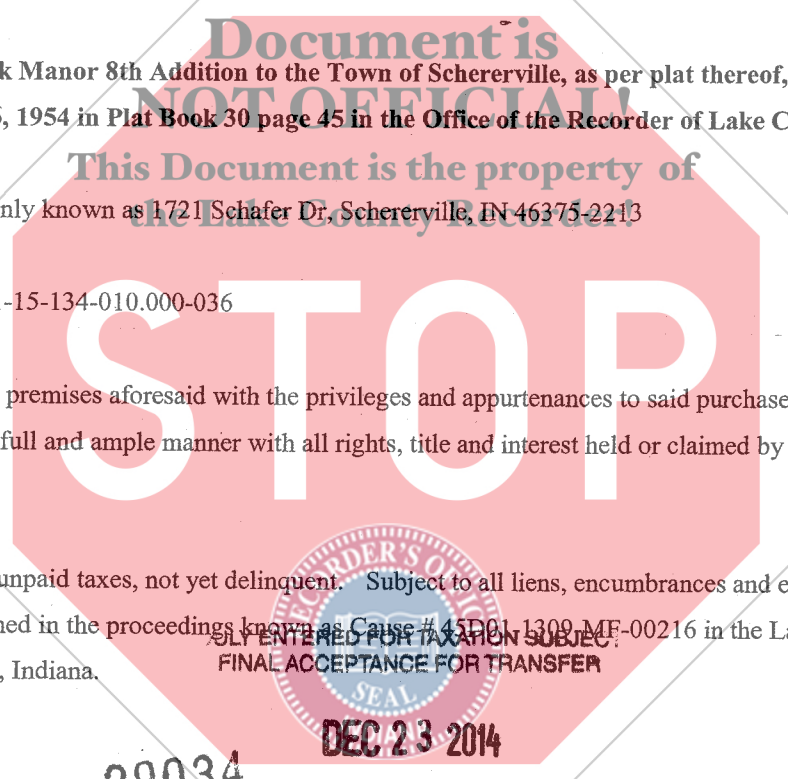 Document is
k Manor 8th Addition to the Town of Schererville, as per plat thereof,
NOT OFFICIAL!
, 1954 in Plat Book 30 page 45 in the Office of the Recorder of Lake C
This Document is the property of
nly known as 1721 Schafer Dr, Schererville, IN 46375-2213
the Lake County Recorder!
-15-134-010.000-036
STOP
premises aforesaid with the privileges and appurtenances to said purchase
full and ample manner with all rights, title and interest held or claimed by
RECORDER'S OFFIC
unpaid taxes, not yet delinquent. Subject to all liens, encumbrances and e
ned in the proceedings known as Cause # 45D01-1309-MF-00216 in the La
ULY ENTERED FOR TAXATION SUBJEC
FINAL ACCEPTANCE FOR TRANSFER
, Indiana.
SEAL
INDIANA
DEC 23 2014